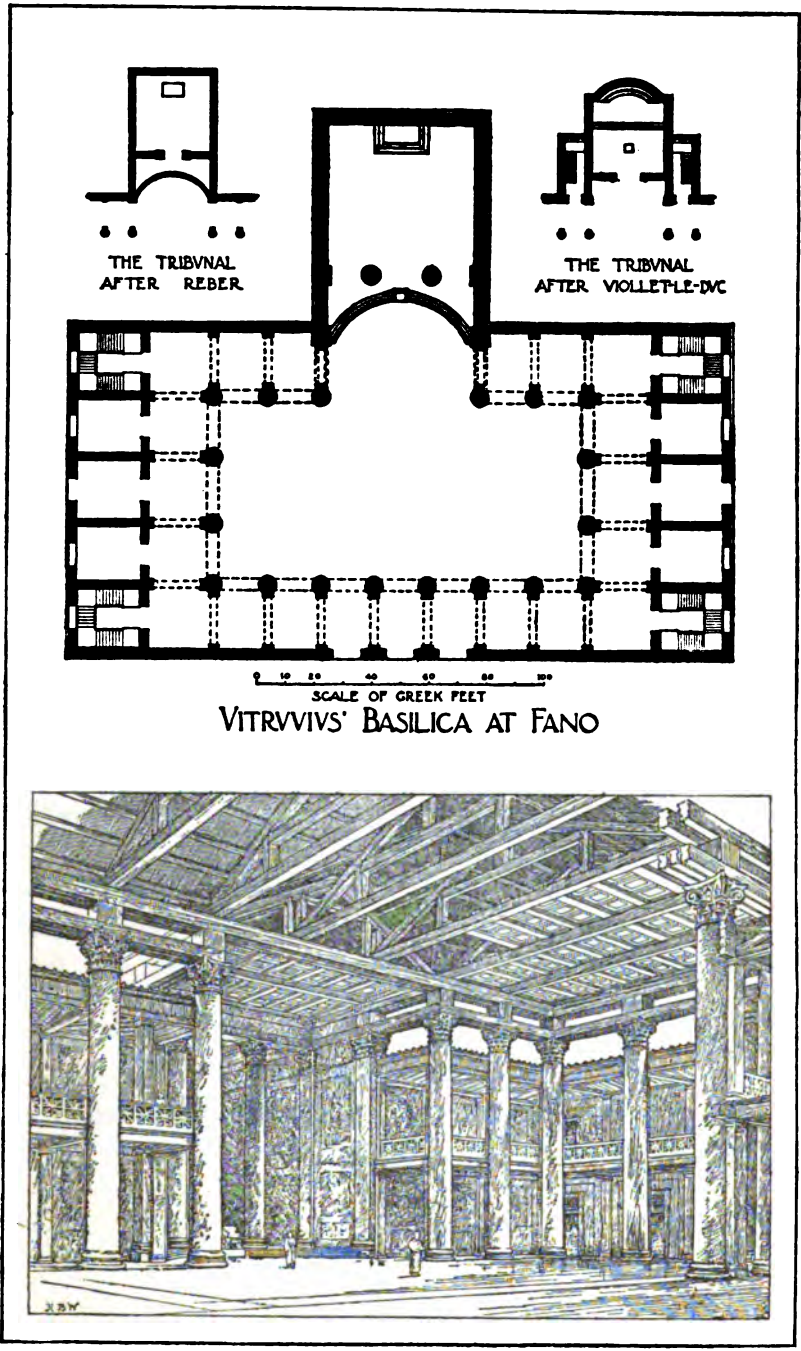 THE TRIBVNAL
AFTER REBER
THE TRIBVNAL
AFTER VIOLLET-LE-DVC
0 10 20 40 60 80 100
SCALE OF GREEK FEET
VITRVVIVS' BASILICA AT FANO
H B W